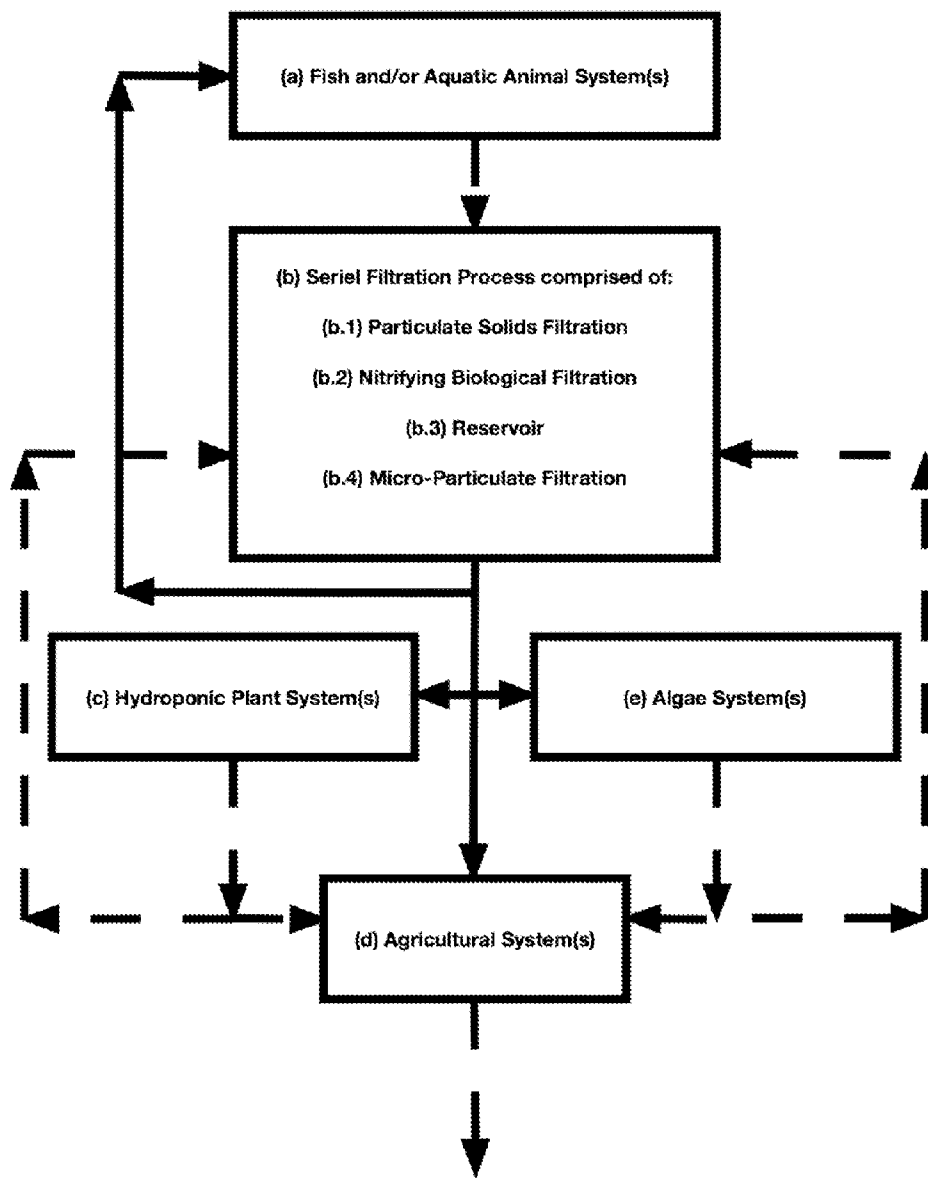 (a) Fish and/or Aquatic Animal System(s)
(b) Seriel Filtration Process comprised of:
(b.1) Particulate Solids Filtration
(b.2) Nitrifying Biological Filtration
(b.3) Reservoir
(b.4) Micro-Particulate Filtration
(c) Hydroponic Plant System(s)
(e) Algae System(s)
(d) Agricultural System(s)